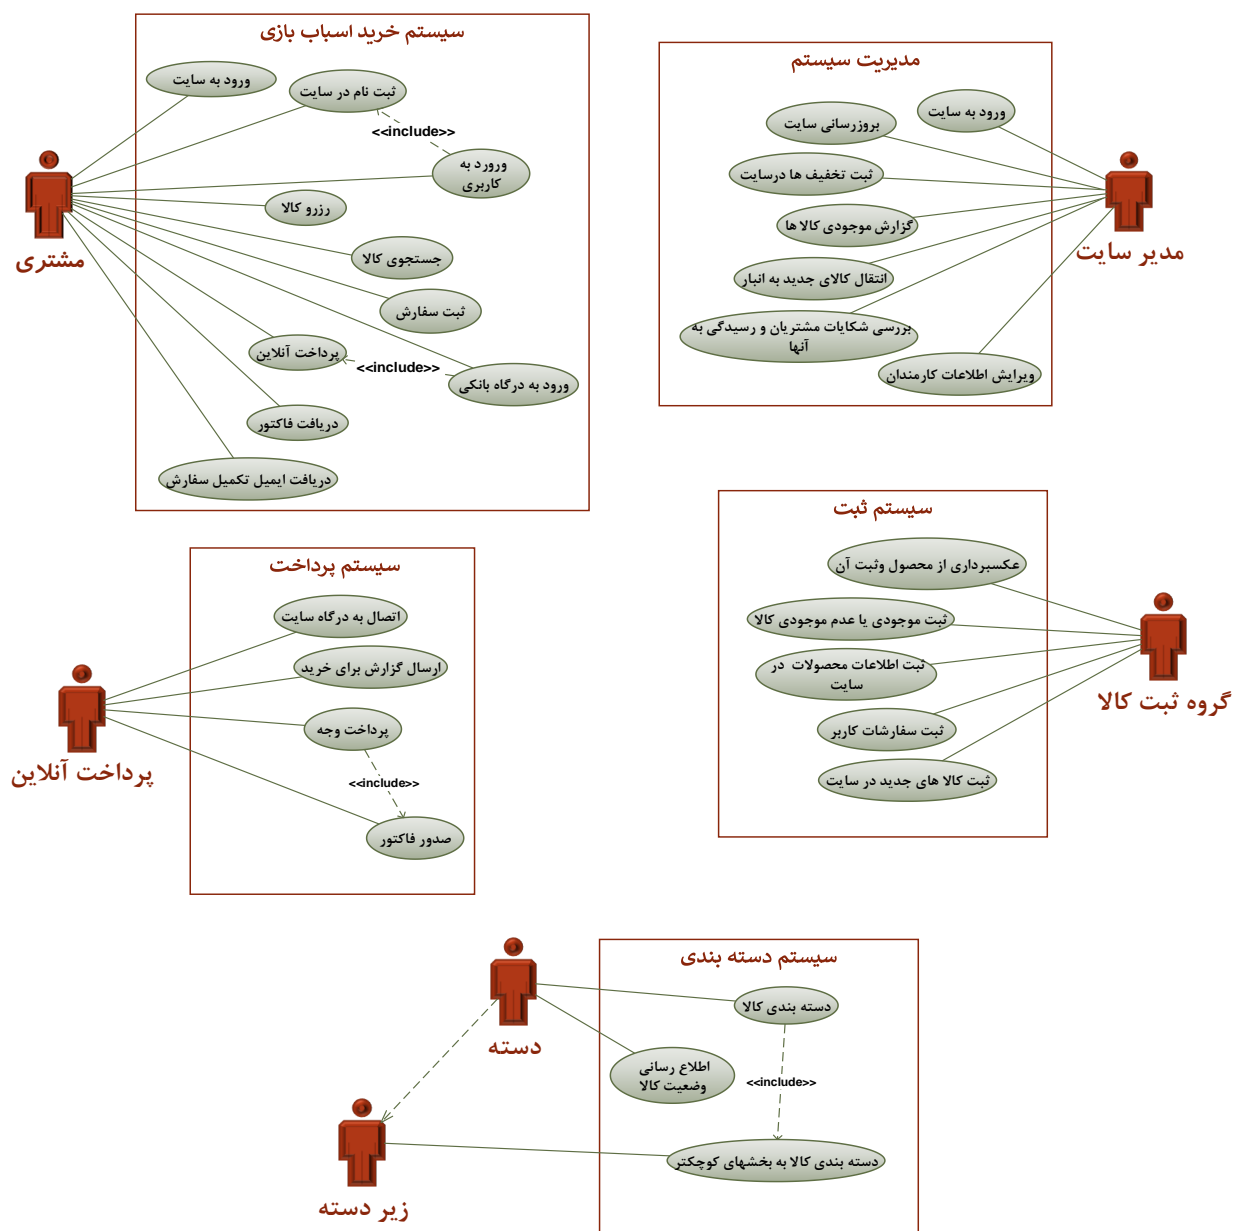 سیستم خرید اسباب بازی
ورود به سایت
ثبت نام در سایت
<<include>>
ورورد به
کاربری
رزرو کالا
جستجوی کالا
ثبت سفارش
پرداخت آنلاین
<<include>>
ورود به درگاه بانکی
دریافت فاکتور
دریافت ایمیل تکمیل سفارش
مشتری
مدیریت سیستم
ورود به سایت
بروزرسانی سایت
ثبت تخفیف ها درسایت
گزارش موجودی کالا ها
انتقال کالای جدید به انبار
بررسی شکایات مشتریان و رسیدگی به
آنها
ویرایش اطلاعات کارمندان
مدیر سایت
سیستم پرداخت
اتصال به درگاه سایت
ارسال گزارش برای خرید
پرداخت وجه
<<include>>
صدور فاکتور
پرداخت آنلاین
سیستم ثبت
عکسبرداری از محصول وثبت آن
ثبت موجودی یا عدم موجودی کالا
ثبت اطلاعات محصولات در
سایت
ثبت سفارشات کاربر
ثبت کالا های جدید در سایت
گروه ثبت کالا
سیستم دسته بندی
دسته بندی کالا
اطلاع رسانی
وضعیت کالا
<<include>>
دسته بندی کالا به بخشهای کوچکتر
دسته
زیر دسته